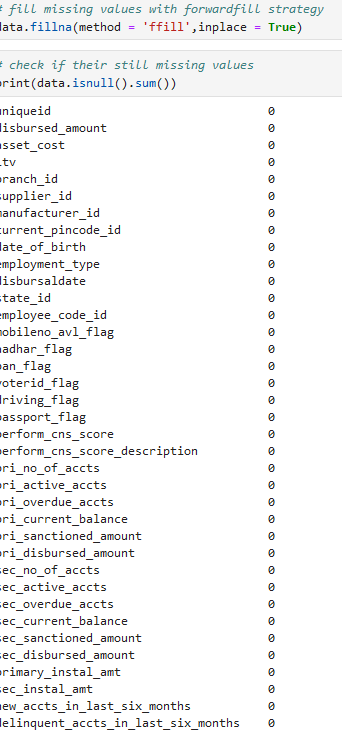 # fill missing values with forwardfill strategy
data.fillna(method = 'ffill',inplace = True)
# check if their still missing values
print(data.isnull().sum())
uniqueid 0
disbursed_amount 0
asset_cost 0
ltv 0
branch_id 0
supplier_id 0
manufacturer_id 0
current_pincode_id 0
date_of_birth 0
employment_type 0
disbursaldate 0
state_id 0
employee_code_id 0
mobileno_avl_flag 0
aadhar_flag 0
pan_flag 0
voterid_flag 0
driving_flag 0
passport_flag 0
perform_cns_score 0
perform_cns_score_description 0
pri_no_of_accts 0
pri_active_accts 0
pri_overdue_accts 0
pri_current_balance 0
pri_sanctioned_amount 0
pri_disbursed_amount 0
sec_no_of_accts 0
sec_active_accts 0
sec_overdue_accts 0
sec_current_balance 0
sec_sanctioned_amount 0
sec_disbursed_amount 0
primary_instal_amt 0
sec_instal_amt 0
new_accts_in_last_six_months 0
delinquent_accts_in_last_six_months 0